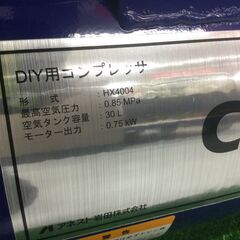 DIY用コンプレッサ
形 式 : HX4004
最高空気圧力 : 0.85 MPa
空気タンク容量 : 30 L
モーター出力 : 0.75 kW
C
アネスト岩田株式会社
警告